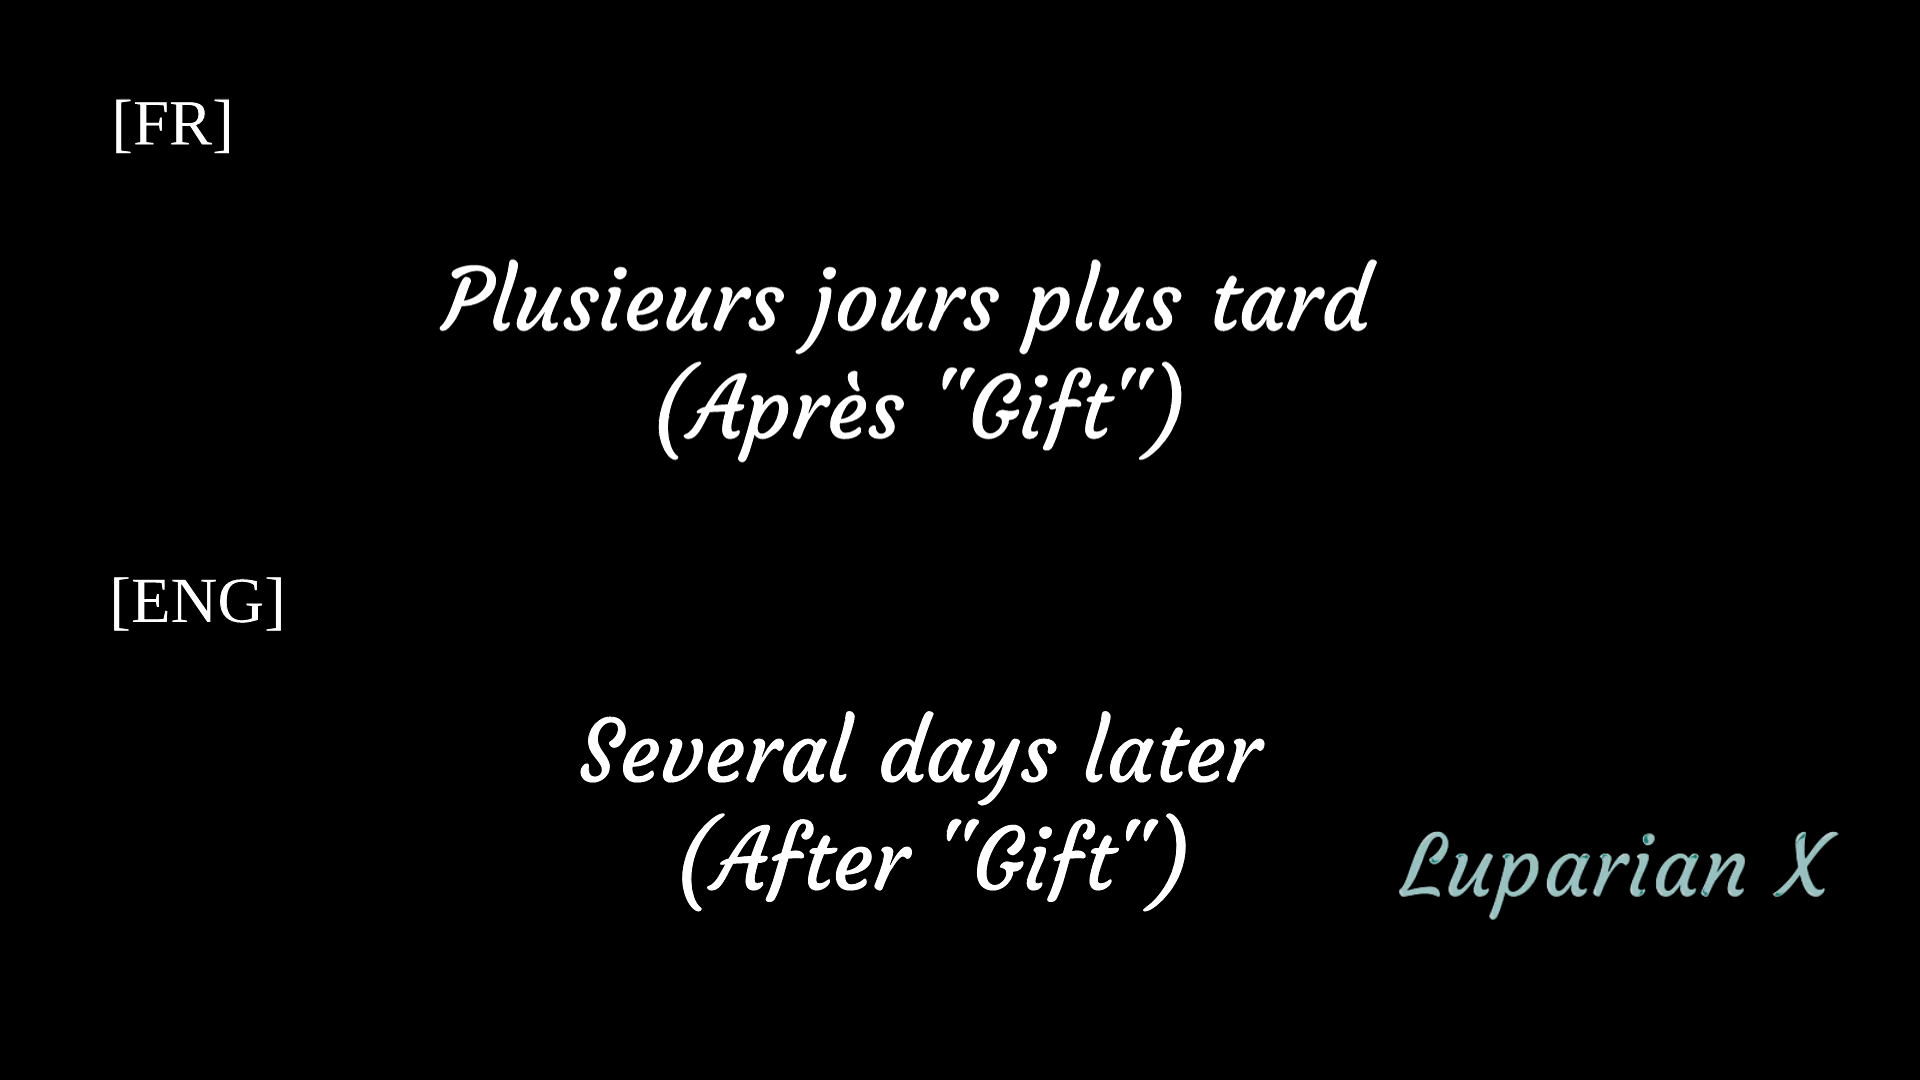 [FR]
Plusieurs jours plus tard
(Après "Gift")
[ENG]
Several days later
(After "Gift")
Luparian X